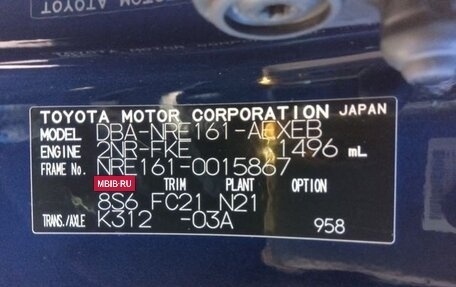 TOYOTA MOTOR CORPORATION JAPAN
MODEL DBA-NRE161-AEXEB
ENGINE 2NR-FKE 1496 mL
FRAME No. NRE161-0015867
MBIB.RU TRIM PLANT OPTION
8S6 FC21 N21
TRANS./AXLE K312 -03A 958